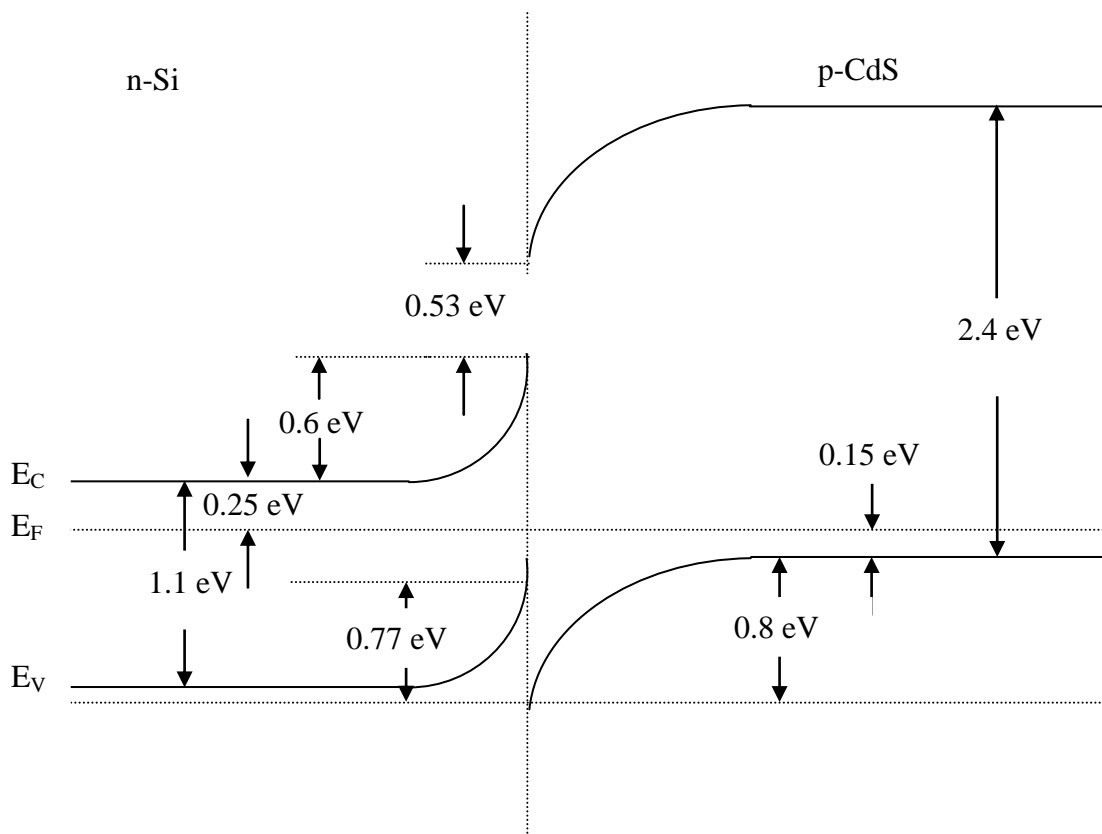 n-Si
p-CdS
0.53 eV
2.4 eV
0.6 eV
0.15 eV
E_C
0.25 eV
E_F
1.1 eV
0.77 eV
0.8 eV
E_V